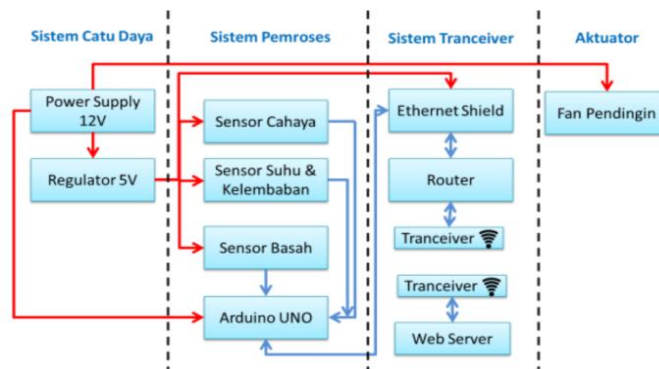 Sistem Catu Daya
Sistem Pemroses
Sistem Tranceiver
Aktuator
Power Supply
12V
Regulator 5V
Sensor Cahaya
Sensor Suhu &
Kelembaban
Sensor Basah
Arduino UNO
Ethernet Shield
Router
Tranceiver
Tranceiver
Web Server
Fan Pendingin